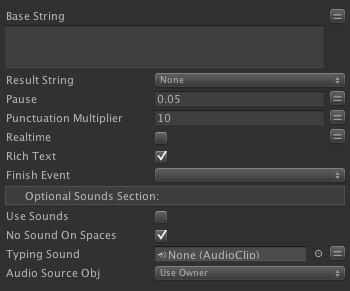 Base String
Result String None
Pause 0.05
Punctuation Multiplier 10
Realtime
Rich Text
Finish Event
Optional Sounds Section:
Use Sounds
No Sound On Spaces
Typing Sound None (AudioClip)
Audio Source Obj Use Owner